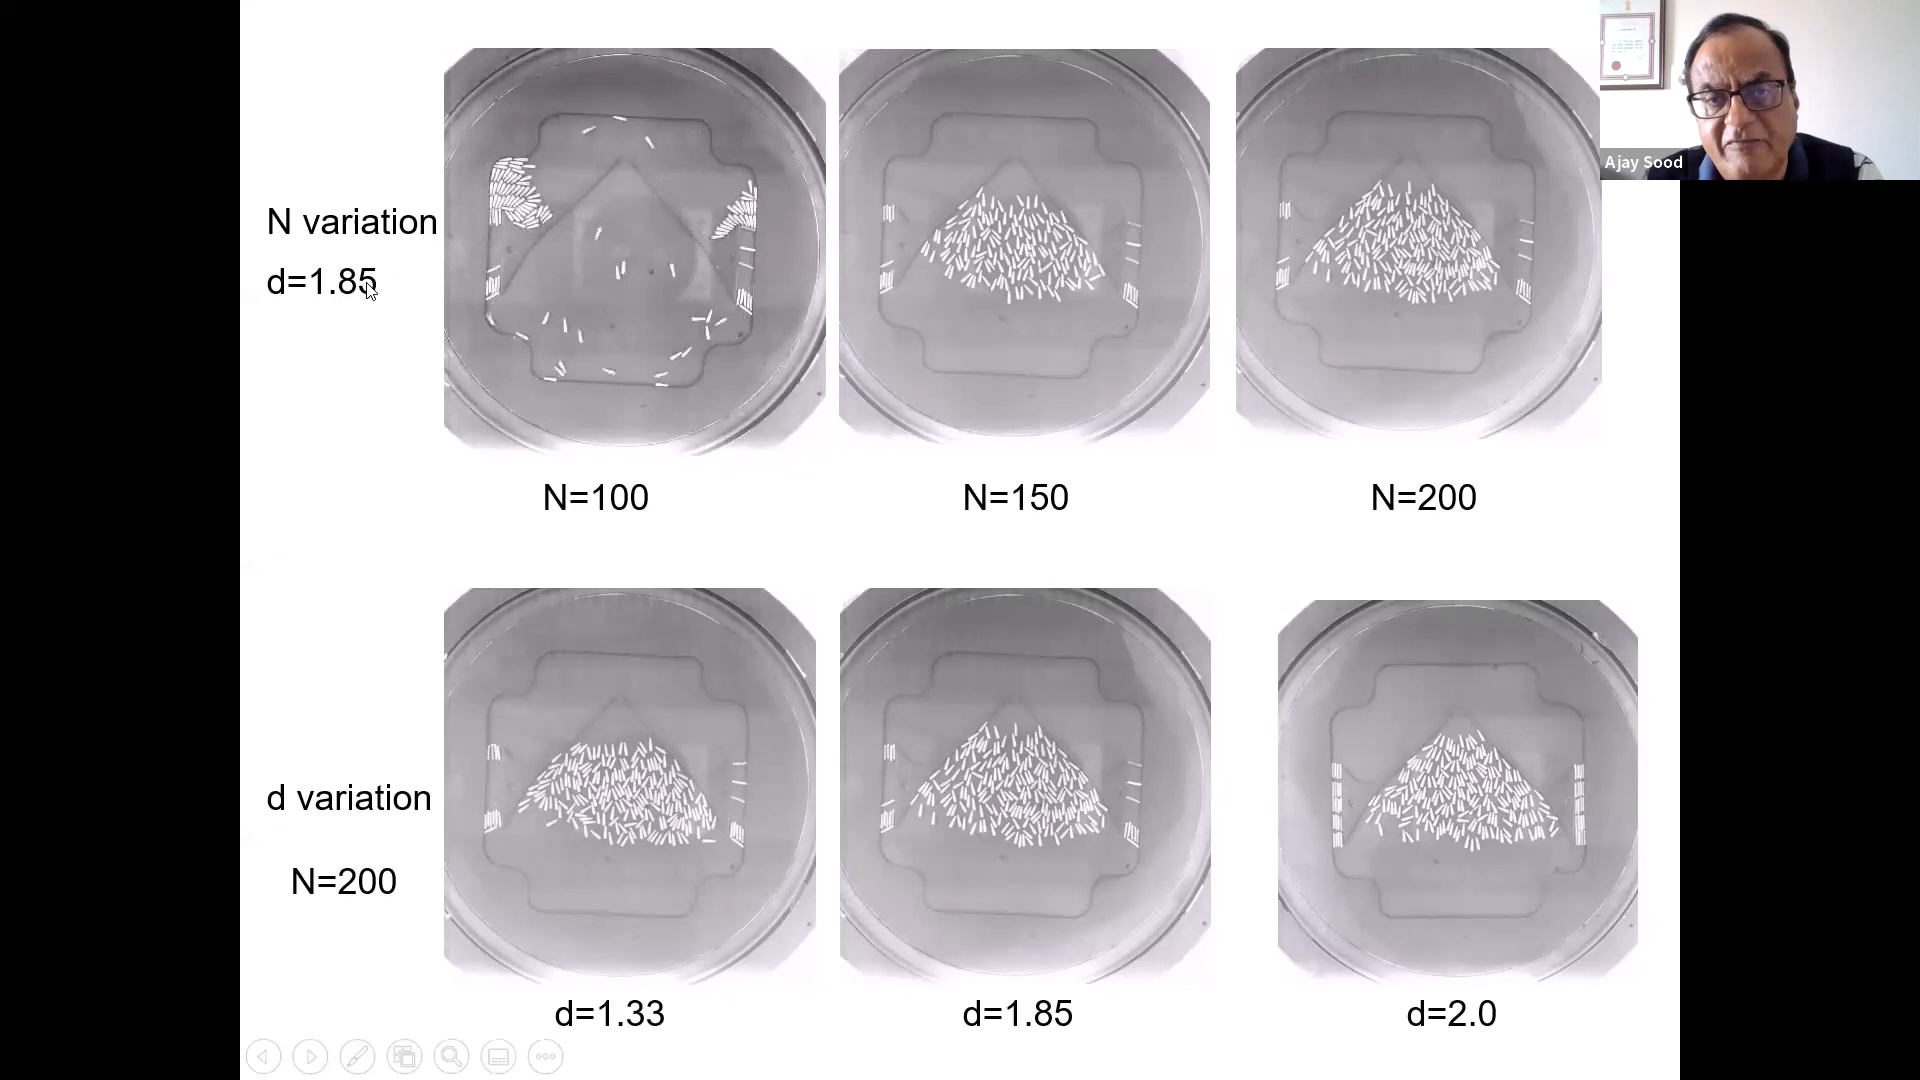 Ajay Sood
N variation
d=1.85
N=100
N=150
N=200
d variation
N=200
d=1.33
d=1.85
d=2.0